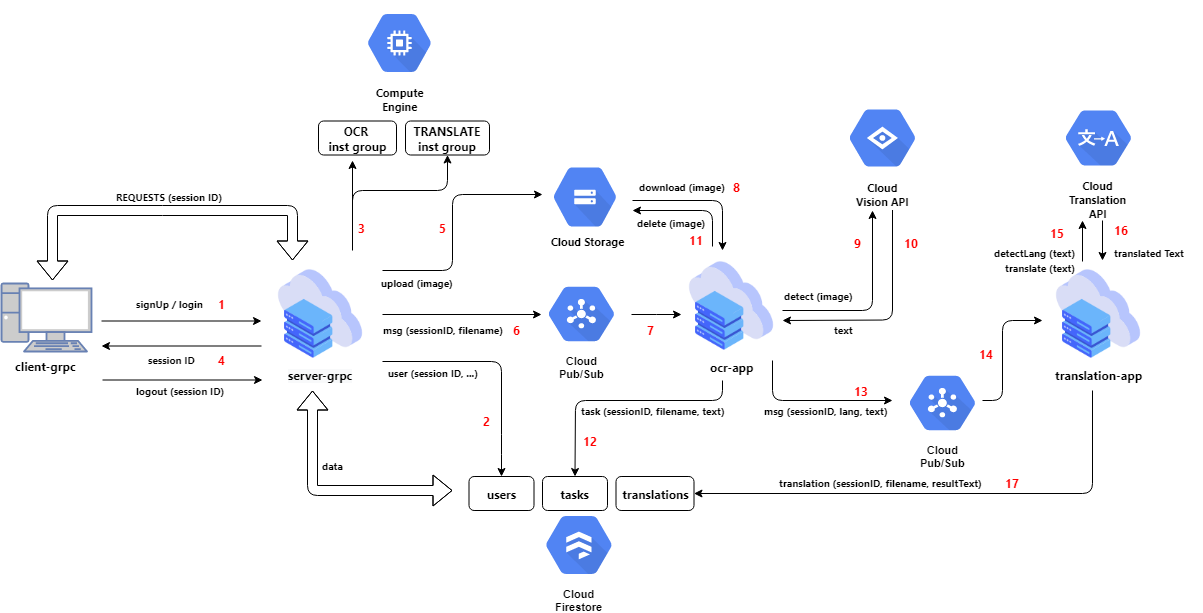 Compute
Engine
OCR
inst group
TRANSLATE
inst group
REQUESTS (session ID)
3
5
Cloud Storage
download (image) 8
delete (image)
11
Cloud
Vision API
9
10
文→A
Cloud
Translation
API
15
16
detectLang (text)
translate (text)
translated Text
signUp / login 1
session ID 4
logout (session ID)
client-grpc
server-grpc
upload (image)
msg (sessionID, filename) 6
user (session ID, ...)
2
Cloud
Pub/Sub
7
ocr-app
detect (image)
text
task (sessionID, filename, text)
12
13
msg (sessionID, lang, text)
14
Cloud
Pub/Sub
translation-app
data
translation (sessionID, filename, resultText) 17
users
tasks
translations
Cloud
Firestore